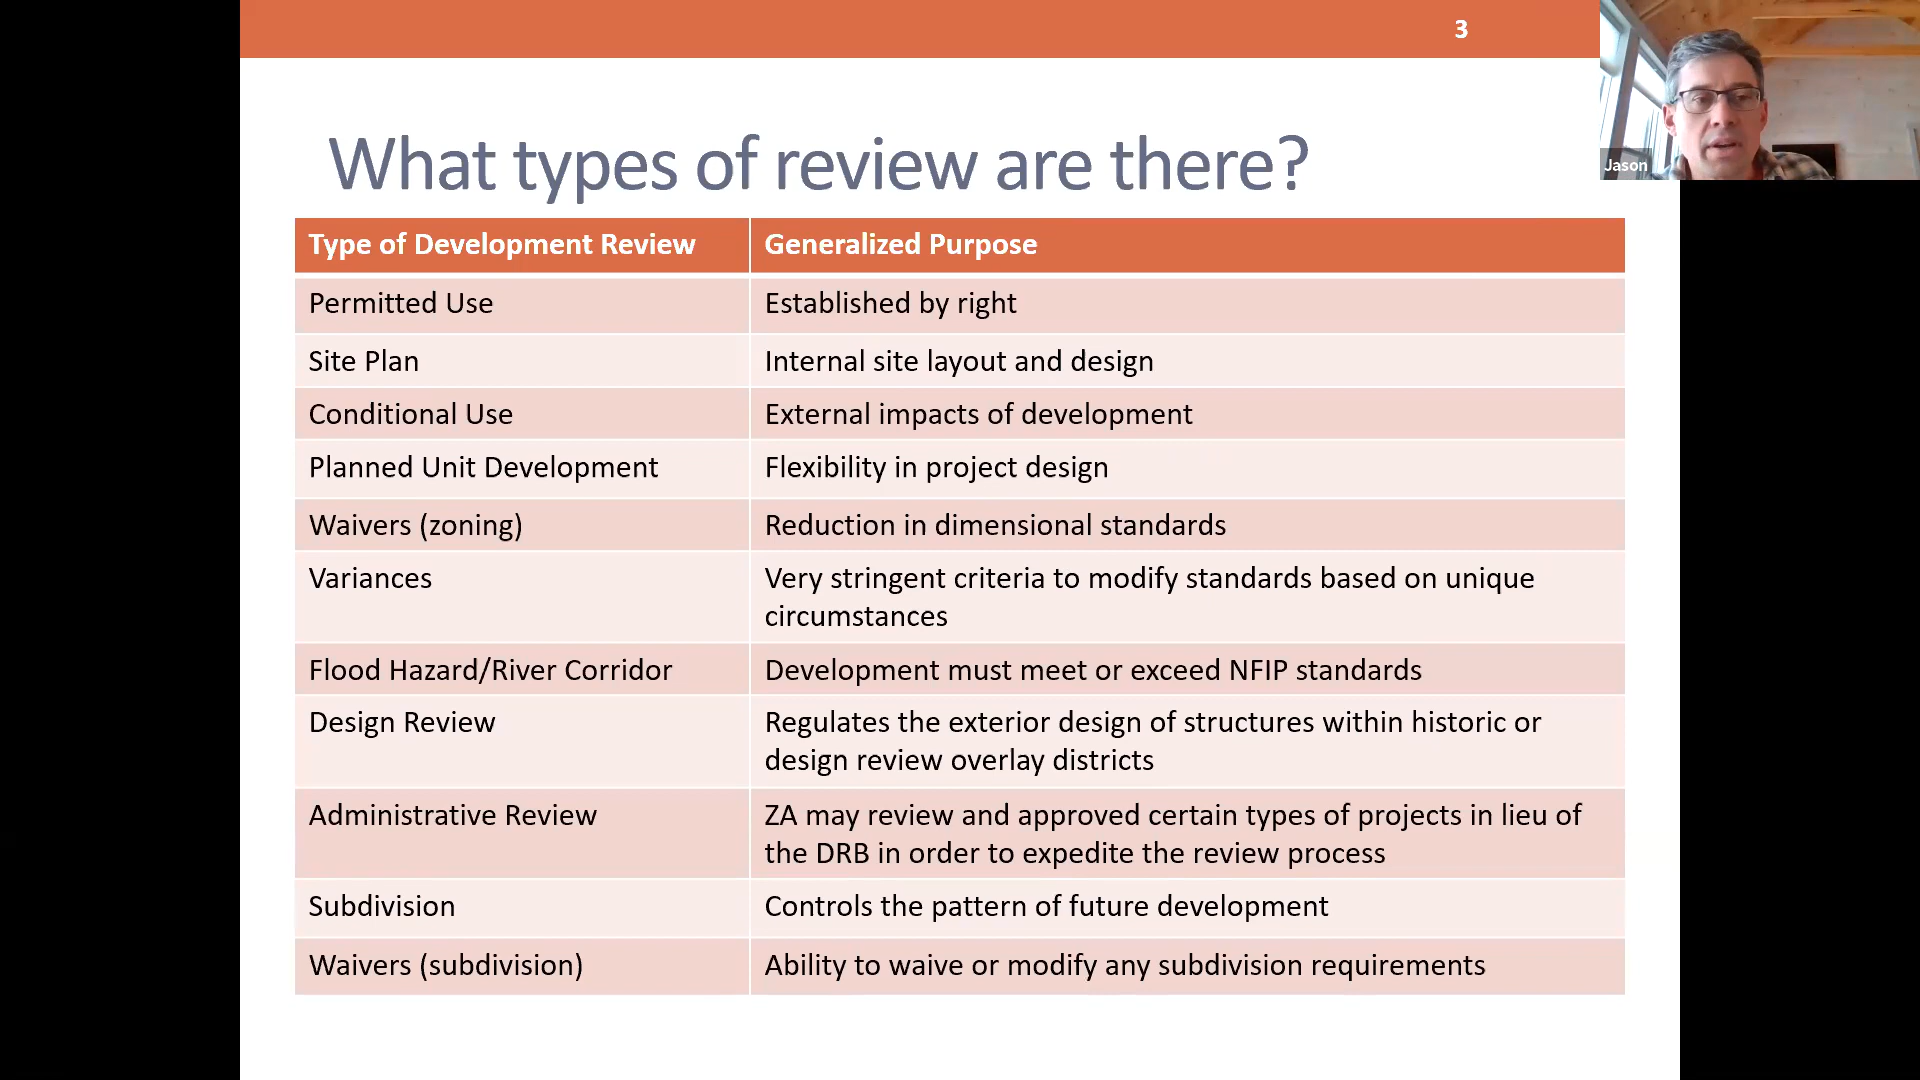 3
Jason
What types of review are there?
Type of Development Review
Generalized Purpose
Permitted Use
Established by right
Site Plan
Internal site layout and design
Conditional Use
External impacts of development
Planned Unit Development
Flexibility in project design
Waivers (zoning)
Reduction in dimensional standards
Variances
Very stringent criteria to modify standards based on unique
circumstances
Flood Hazard/River Corridor
Development must meet or exceed NFIP standards
Design Review
Regulates the exterior design of structures within historic or
design review overlay districts
Administrative Review
ZA may review and approved certain types of projects in lieu of
the DRB in order to expedite the review process
Subdivision
Controls the pattern of future development
Waivers (subdivision)
Ability to waive or modify any subdivision requirements